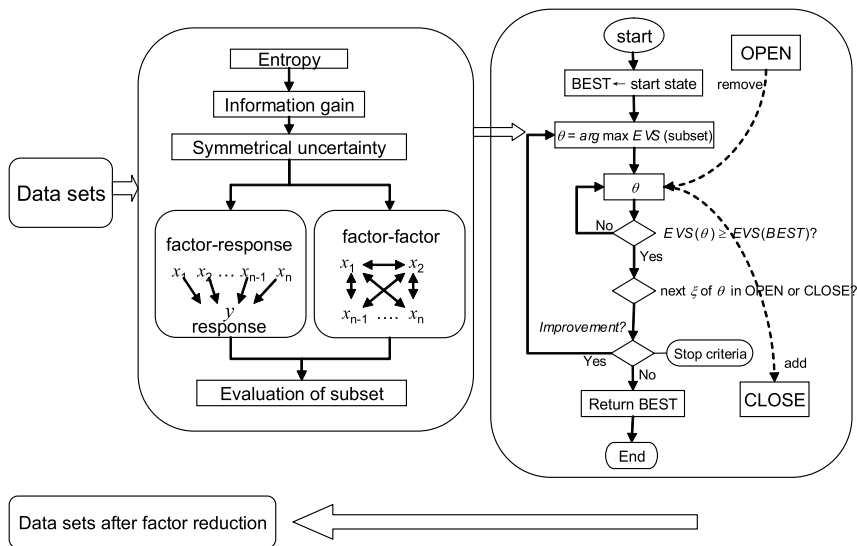 Data sets
Entropy
Information gain
Symmetrical uncertainty
factor-response
x1 x2 … xn-1 xn
y
response
factor-factor
x1 x2
xn-1 …. xn
Evaluation of subset
start
BEST ← start state
θ = arg max EVS (subset)
θ
No
EVS(θ) ≥ EVS(BEST)?
Yes
next ξ of θ in OPEN or CLOSE?
Improvement?
Yes
Stop criteria
No
Return BEST
End
OPEN
remove
add
CLOSE
Data sets after factor reduction